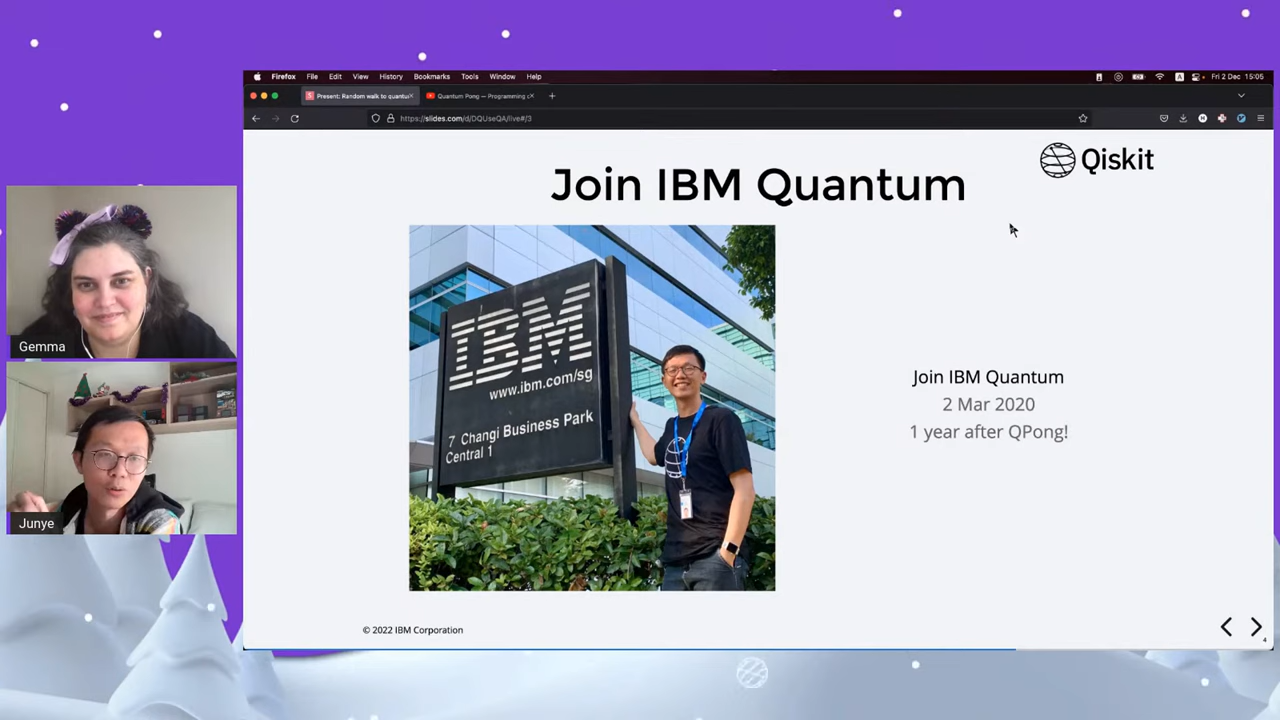 Firefox File Edit View History Bookmarks Tools Window Help
Fri 2 Dec 15:05
Present: Random walk to quantu
Quantum Pong — Programming
https://slides.com/d/DQUseQA/live#/3
Join IBM Quantum
Qiskit
IBM
www.ibm.com/sg
7 Changi Business Park
Central 1
Join IBM Quantum
2 Mar 2020
1 year after QPong!
Gemma
Junye
© 2022 IBM Corporation
4